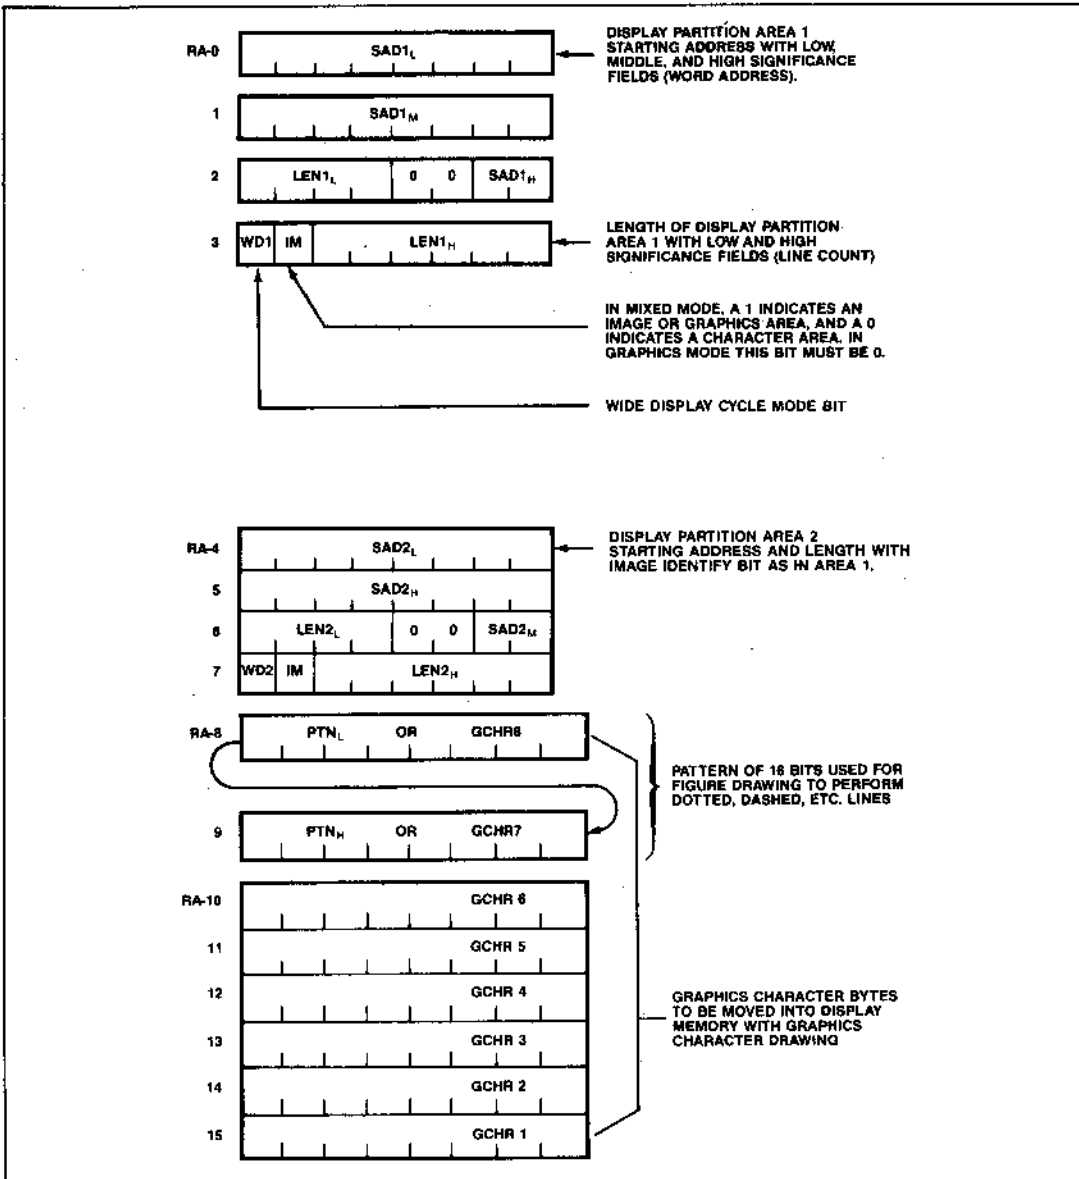 RA-0 SAD1L
DISPLAY PARTITION AREA 1
STARTING ADDRESS WITH LOW,
MIDDLE, AND HIGH SIGNIFICANCE
FIELDS (WORD ADDRESS).
1 SAD1M
2 LEN1L 0 0 SAD1H
3 WD1 IM LEN1H
LENGTH OF DISPLAY PARTITION
AREA 1 WITH LOW AND HIGH
SIGNIFICANCE FIELDS (LINE COUNT)
IN MIXED MODE, A 1 INDICATES AN
IMAGE OR GRAPHICS AREA, AND A 0
INDICATES A CHARACTER AREA. IN
GRAPHICS MODE THIS BIT MUST BE 0.
WIDE DISPLAY CYCLE MODE BIT
RA-4 SAD2L
DISPLAY PARTITION AREA 2
STARTING ADDRESS AND LENGTH WITH
IMAGE IDENTIFY BIT AS IN AREA 1.
5 SAD2H
6 LEN2L 0 0 SAD2M
7 WD2 IM LEN2H
RA-8 PTNL OR GCHR8
PATTERN OF 16 BITS USED FOR
FIGURE DRAWING TO PERFORM
DOTTED, DASHED, ETC. LINES
9 PTNH OR GCHR7
RA-10 GCHR 6
11 GCHR 5
12 GCHR 4
13 GCHR 3
14 GCHR 2
15 GCHR 1
GRAPHICS CHARACTER BYTES
TO BE MOVED INTO DISPLAY
MEMORY WITH GRAPHICS
CHARACTER DRAWING